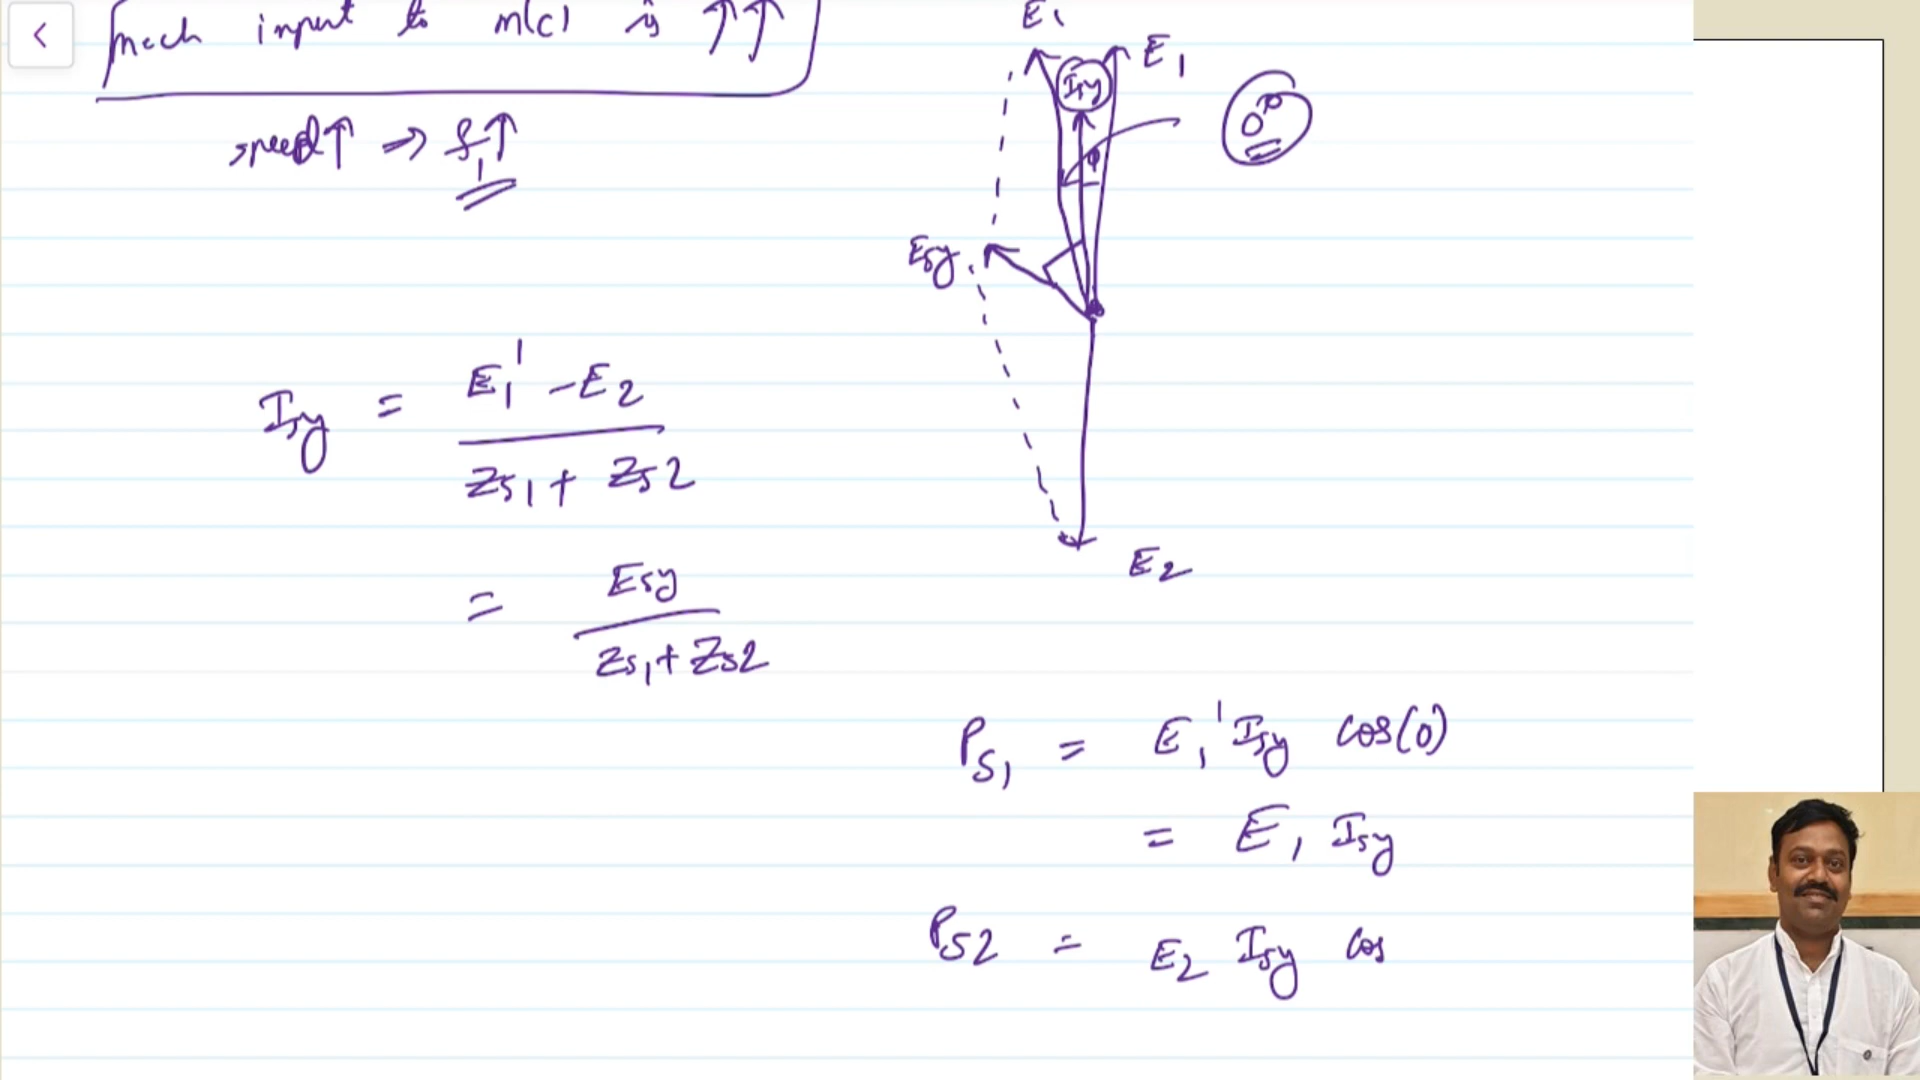 mech input to m(c) is ↑↑
speed↑ ⇒ f₁↑
E₁'
Isy
E₁
0°
ϕ
Esy
Isy = (E₁' − E₂) / (Zs₁ + Zs2)
= Esy / (Zs₁ + Zs2)
E₂
Ps₁ = E₁' Isy cos(0)
= E₁ Isy
Ps2 = E₂ Isy cos